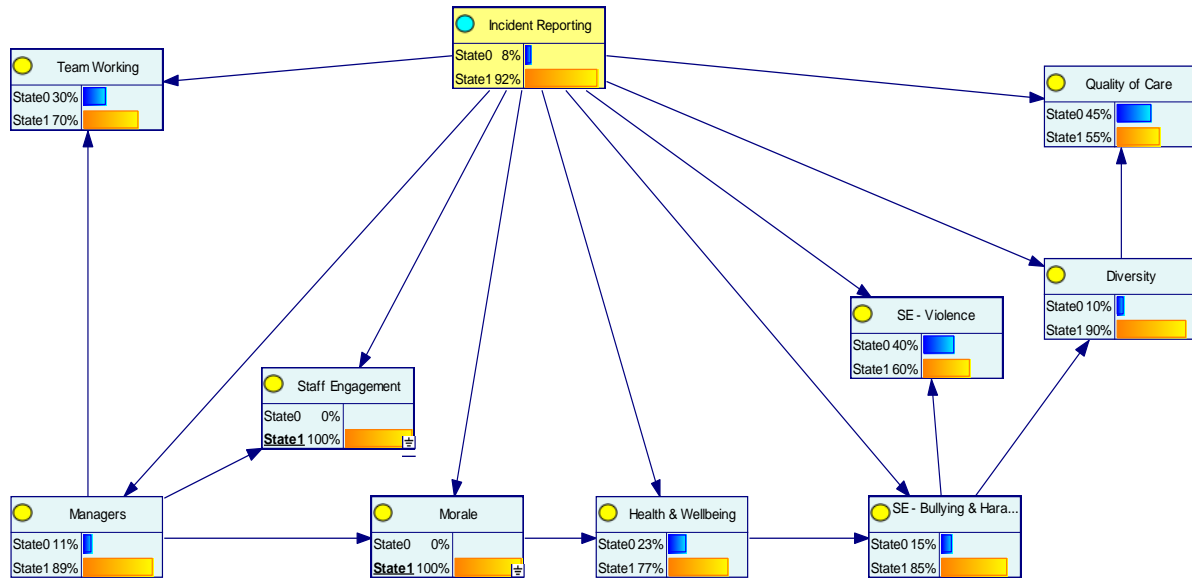 Incident Reporting
State0 8%
State1 92%
Team Working
State0 30%
State1 70%
Quality of Care
State0 45%
State1 55%
Diversity
State0 10%
State1 90%
SE - Violence
State0 40%
State1 60%
Staff Engagement
State0 0%
State1 100%
Managers
State0 11%
State1 89%
Morale
State0 0%
State1 100%
Health & Wellbeing
State0 23%
State1 77%
SE - Bullying & Hara...
State0 15%
State1 85%